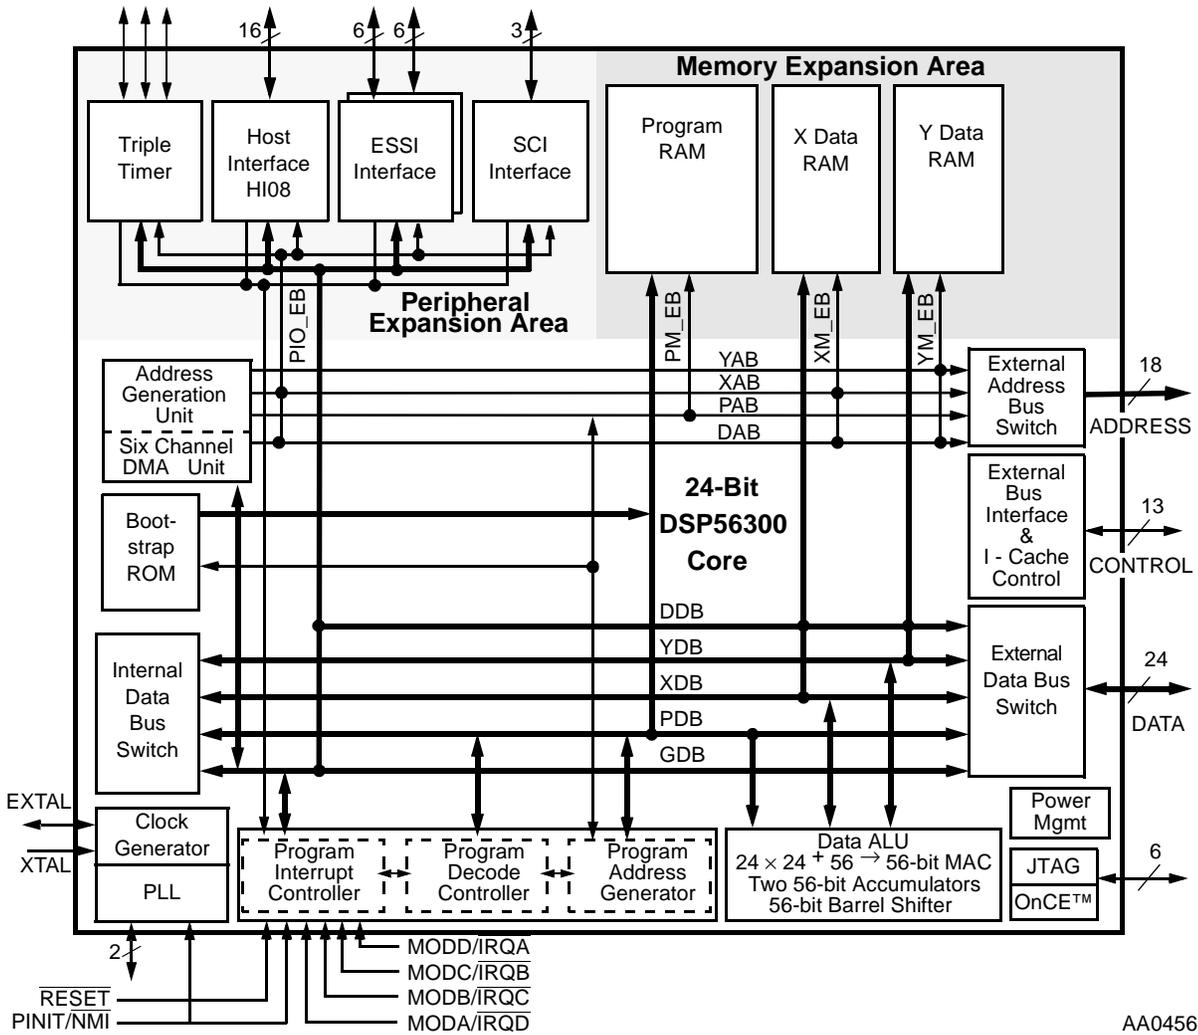 16
6
6
3
Memory Expansion Area
Triple
Timer
Host
Interface
HI08
ESSI
Interface
SCI
Interface
Program
RAM
X Data
RAM
Y Data
RAM
Peripheral
Expansion Area
PIO_EB
PM_EB
XM_EB
YM_EB
Address
Generation
Unit
Six Channel
DMA Unit
YAB
XAB
PAB
DAB
External
Address
Bus
Switch
18
ADDRESS
Boot-
strap
ROM
24-Bit
DSP56300
Core
External
Bus
Interface
&
I - Cache
Control
13
CONTROL
DDB
YDB
XDB
PDB
GDB
Internal
Data
Bus
Switch
External
Data Bus
Switch
24
DATA
EXTAL
XTAL
Clock
Generator
PLL
Program
Interrupt
Controller
Program
Decode
Controller
Program
Address
Generator
Data ALU
24 × 24 + 56 → 56-bit MAC
Two 56-bit Accumulators
56-bit Barrel Shifter
Power
Mgmt
JTAG
OnCE™
6
2
RESET
PINIT/NMI
MODD/IRQA
MODC/IRQB
MODB/IRQC
MODA/IRQD
AA0456